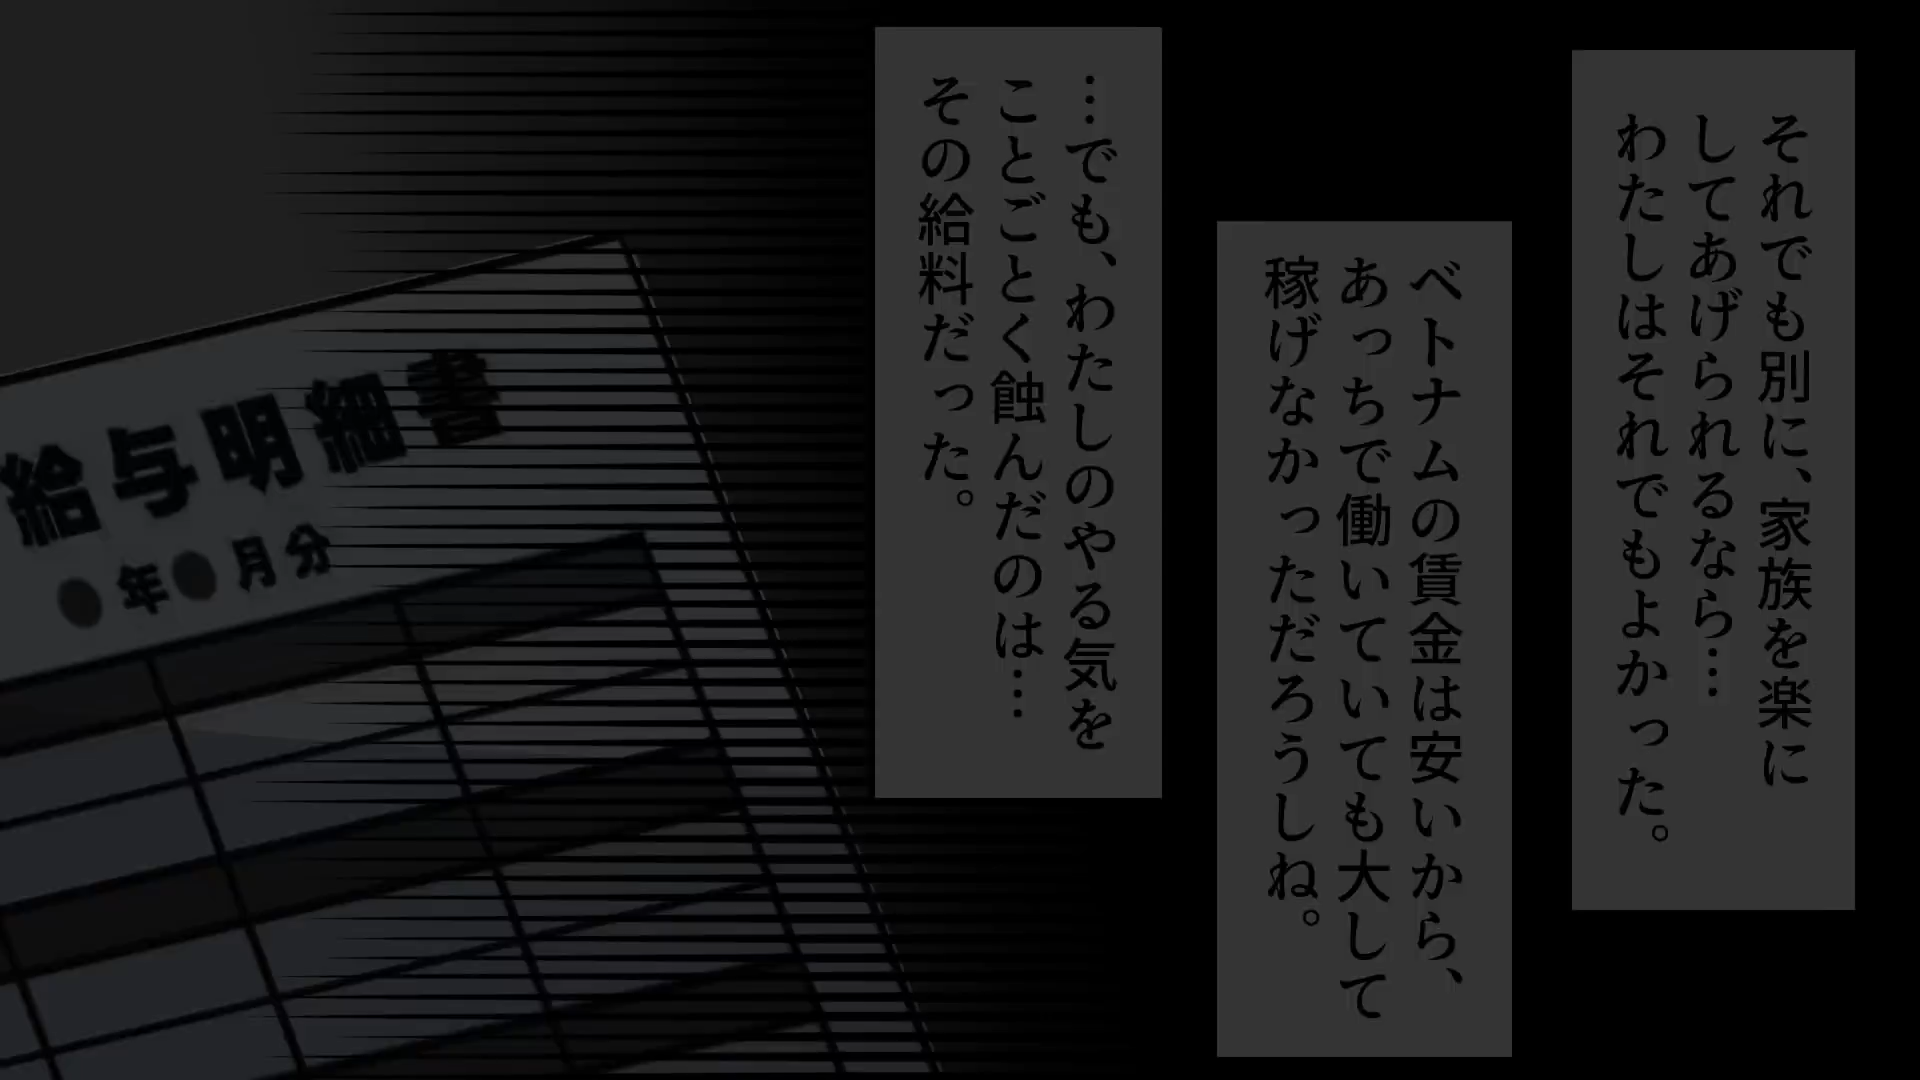 それでも別に、家族を楽に
してあげられるなら…
わたしはそれでもよかった。
ベトナムの賃金は安いから、
あっちで働いていても大して
稼げなかっただろうしね。
…でも、わたしのやる気を
ことごとく蝕んだのは…
その給料だった。
給与明細書
●年●月分